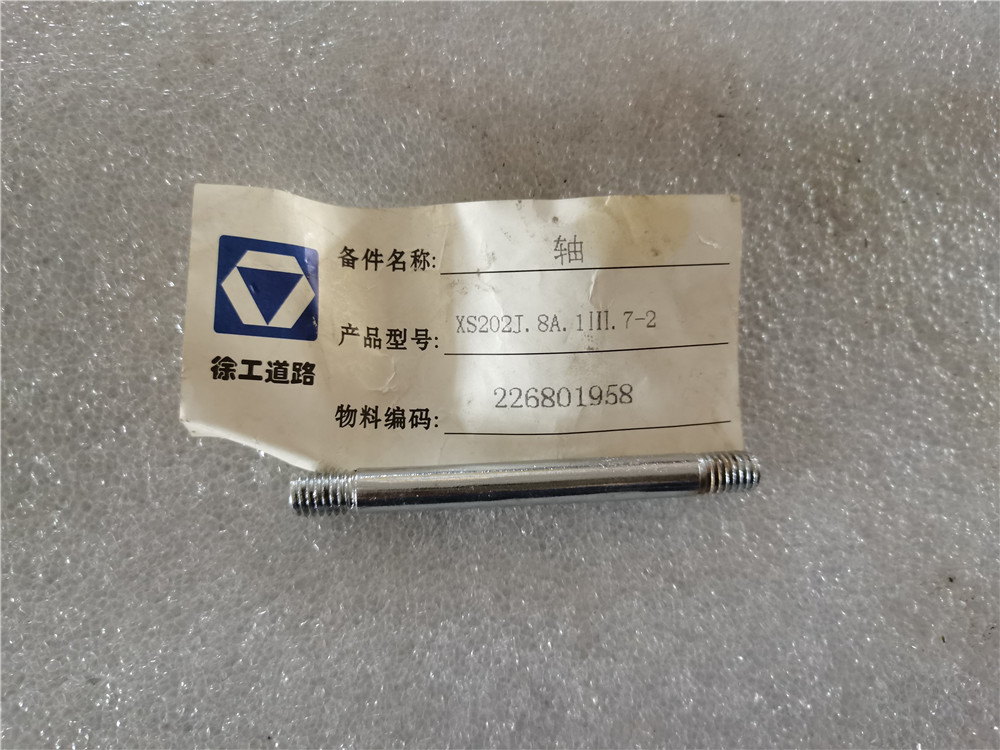 备件名称: 轴
产品型号: XS202J.8A.1ⅠⅡ.7-2
物料编码: 226801958
徐工道路